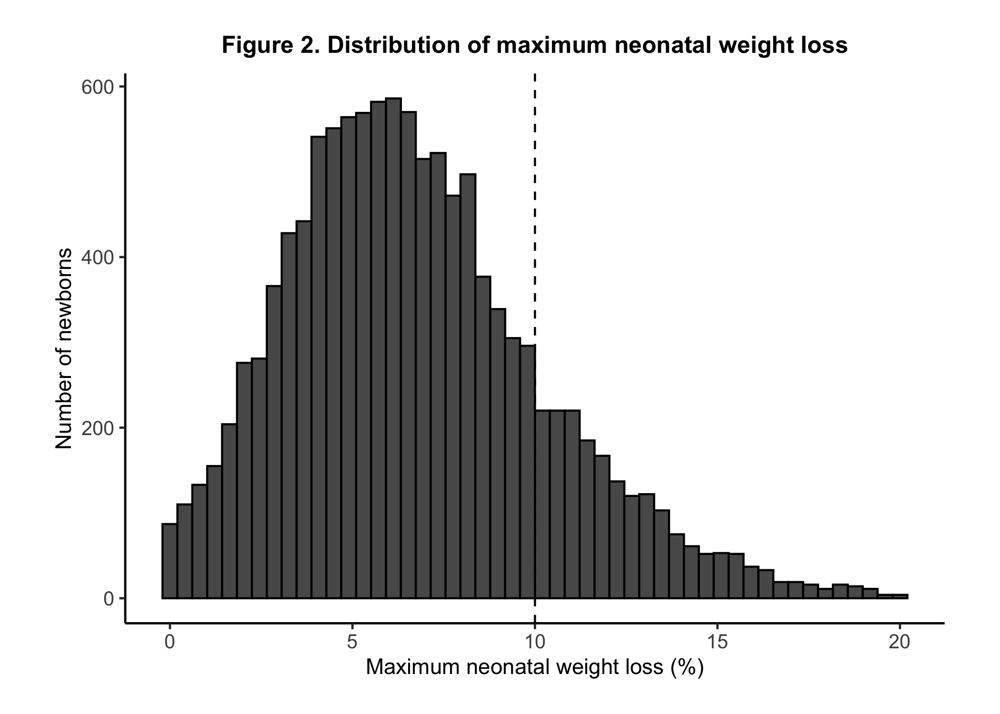 Figure 2. Distribution of maximum neonatal weight loss
600
400
200
0
Number of newborns
0 5 10 15 20
Maximum neonatal weight loss (%)